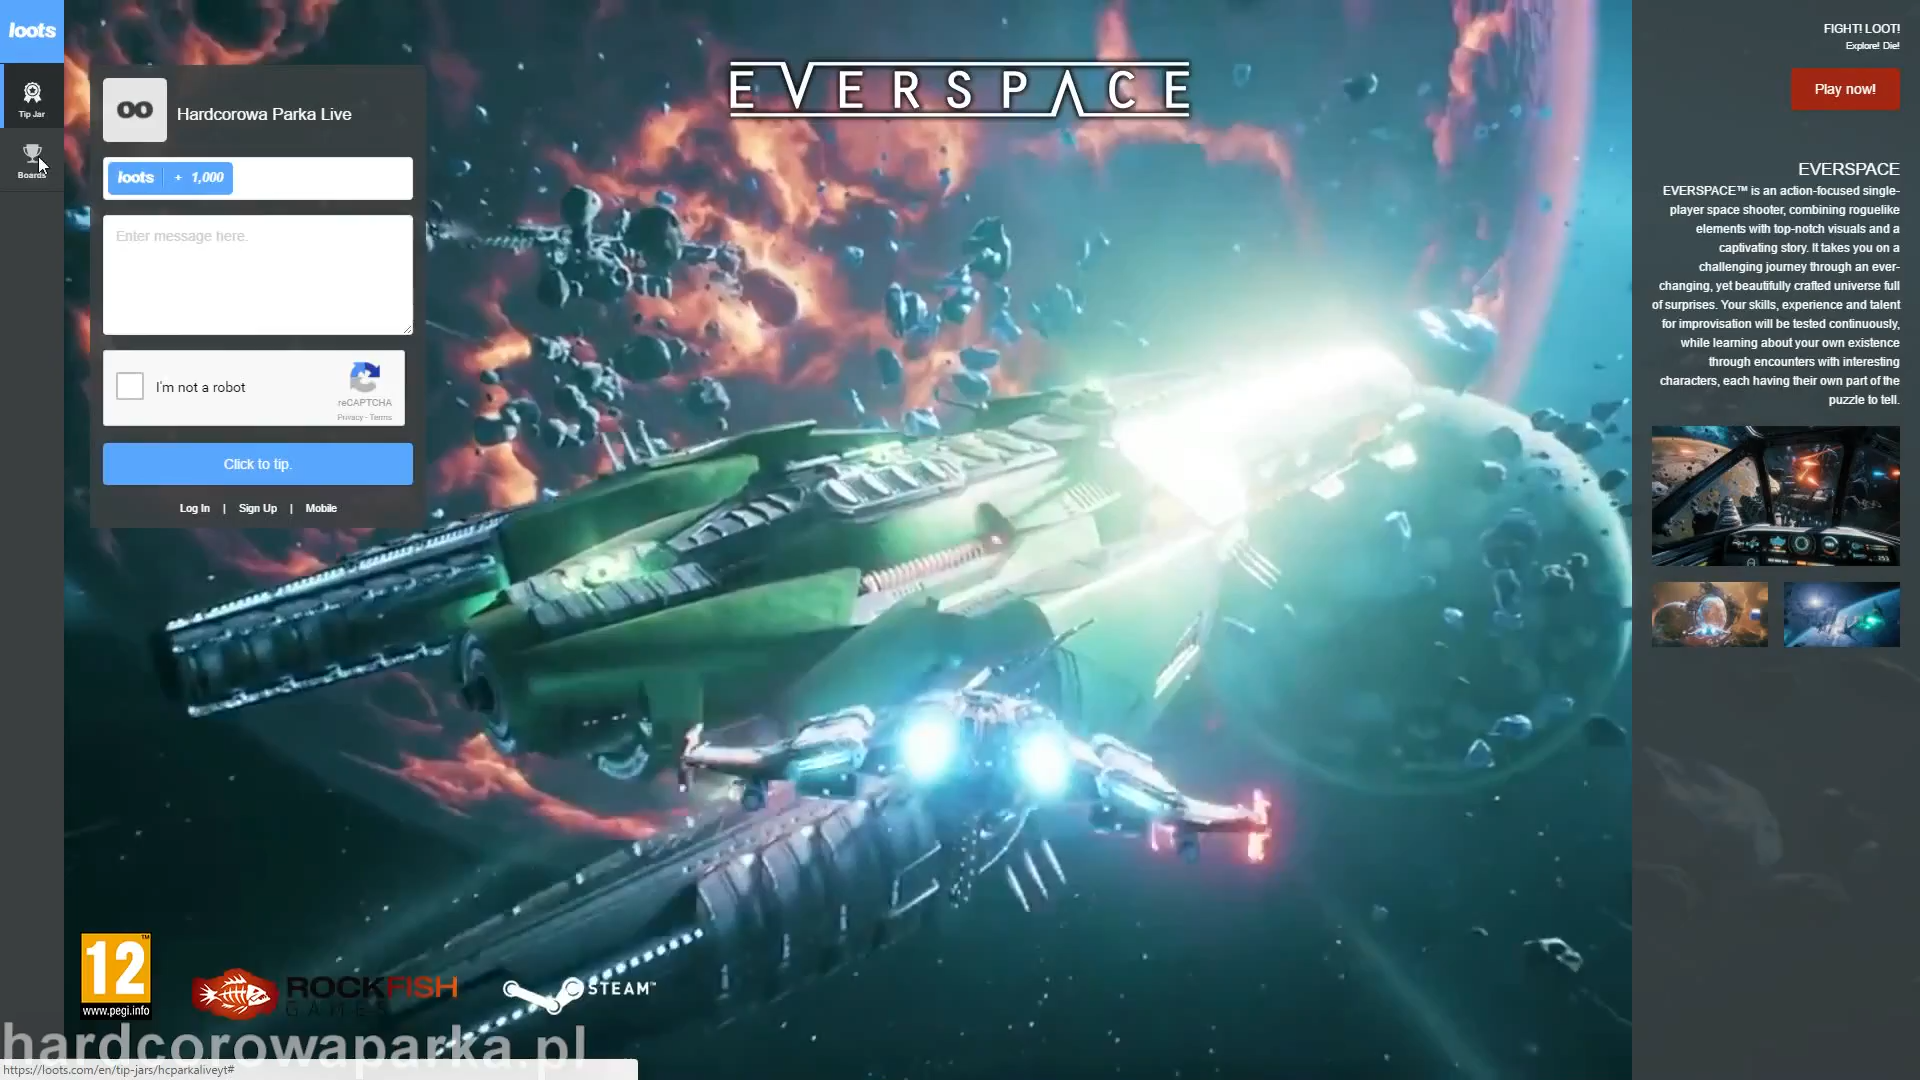 loots
Tip Jar
Boards
Hardcorowa Parka Live
loots + 1,000
Enter message here.
I'm not a robot
reCAPTCHA
Privacy - Terms
Click to tip.
Log In | Sign Up | Mobile
EVERSPACE
FIGHT! LOOT!
Explore! Die!
Play now!
EVERSPACE
EVERSPACE™ is an action-focused single-
player space shooter, combining roguelike
elements with top-notch visuals and a
captivating story. It takes you on a
challenging journey through an ever-
changing, yet beautifully crafted universe full
of surprises. Your skills, experience and talent
for improvisation will be tested continuously,
while learning about your own existence
through encounters with interesting
characters, each having their own part of the
puzzle to tell.
12
www.pegi.info
ROCKFISH
GAMES
STEAM™
hardcorowaparka.pl
https://loots.com/en/tip-jars/hcparkaliveyt#